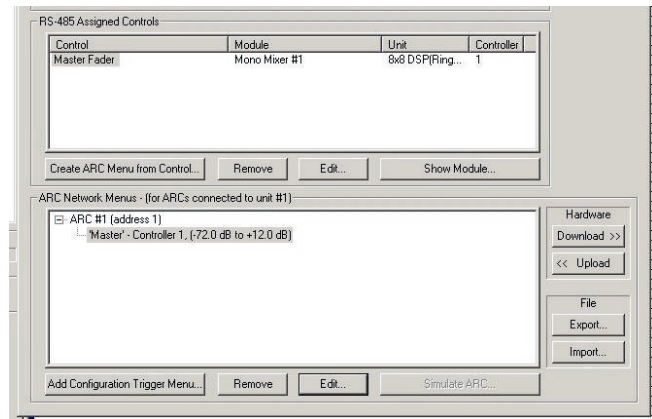 RS-485 Assigned Controls
Control Module Unit Controller
Master Fader Mono Mixer #1 8x8 DSP(Ring... 1
Create ARC Menu from Control... Remove Edit... Show Module...
ARC Network Menus - (for ARCs connected to unit #1)
ARC #1 (address 1)
'Master' - Controller 1, (-72.0 dB to +12.0 dB)
Hardware
Download >>
<< Upload
File
Export...
Import...
Add Configuration Trigger Menu... Remove Edit... Simulate ARC...